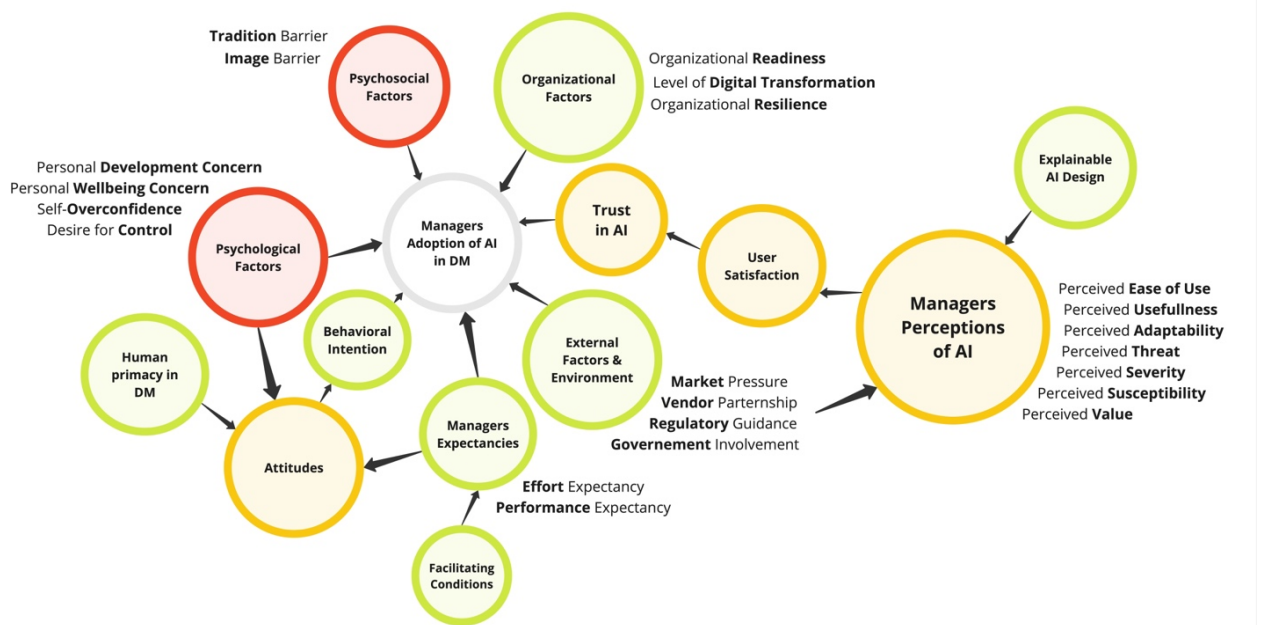 Tradition Barrier
Image Barrier
Psychosocial
Factors
Organizational
Factors
Organizational Readiness
Level of Digital Transformation
Organizational Resilience
Explainable
AI Design
Personal Development Concern
Personal Wellbeing Concern
Self-Overconfidence
Desire for Control
Psychological
Factors
Managers
Adoption of AI
in DM
Trust
in AI
User
Satisfaction
Managers
Perceptions
of AI
Perceived Ease of Use
Perceived Usefullness
Perceived Adaptability
Perceived Threat
Perceived Severity
Perceived Susceptibility
Perceived Value
Human
primacy in
DM
Behavioral
Intention
External
Factors &
Environment
Market Pressure
Vendor Parternship
Regulatory Guidance
Governement Involvement
Attitudes
Managers
Expectancies
Effort Expectancy
Performance Expectancy
Facilitating
Conditions